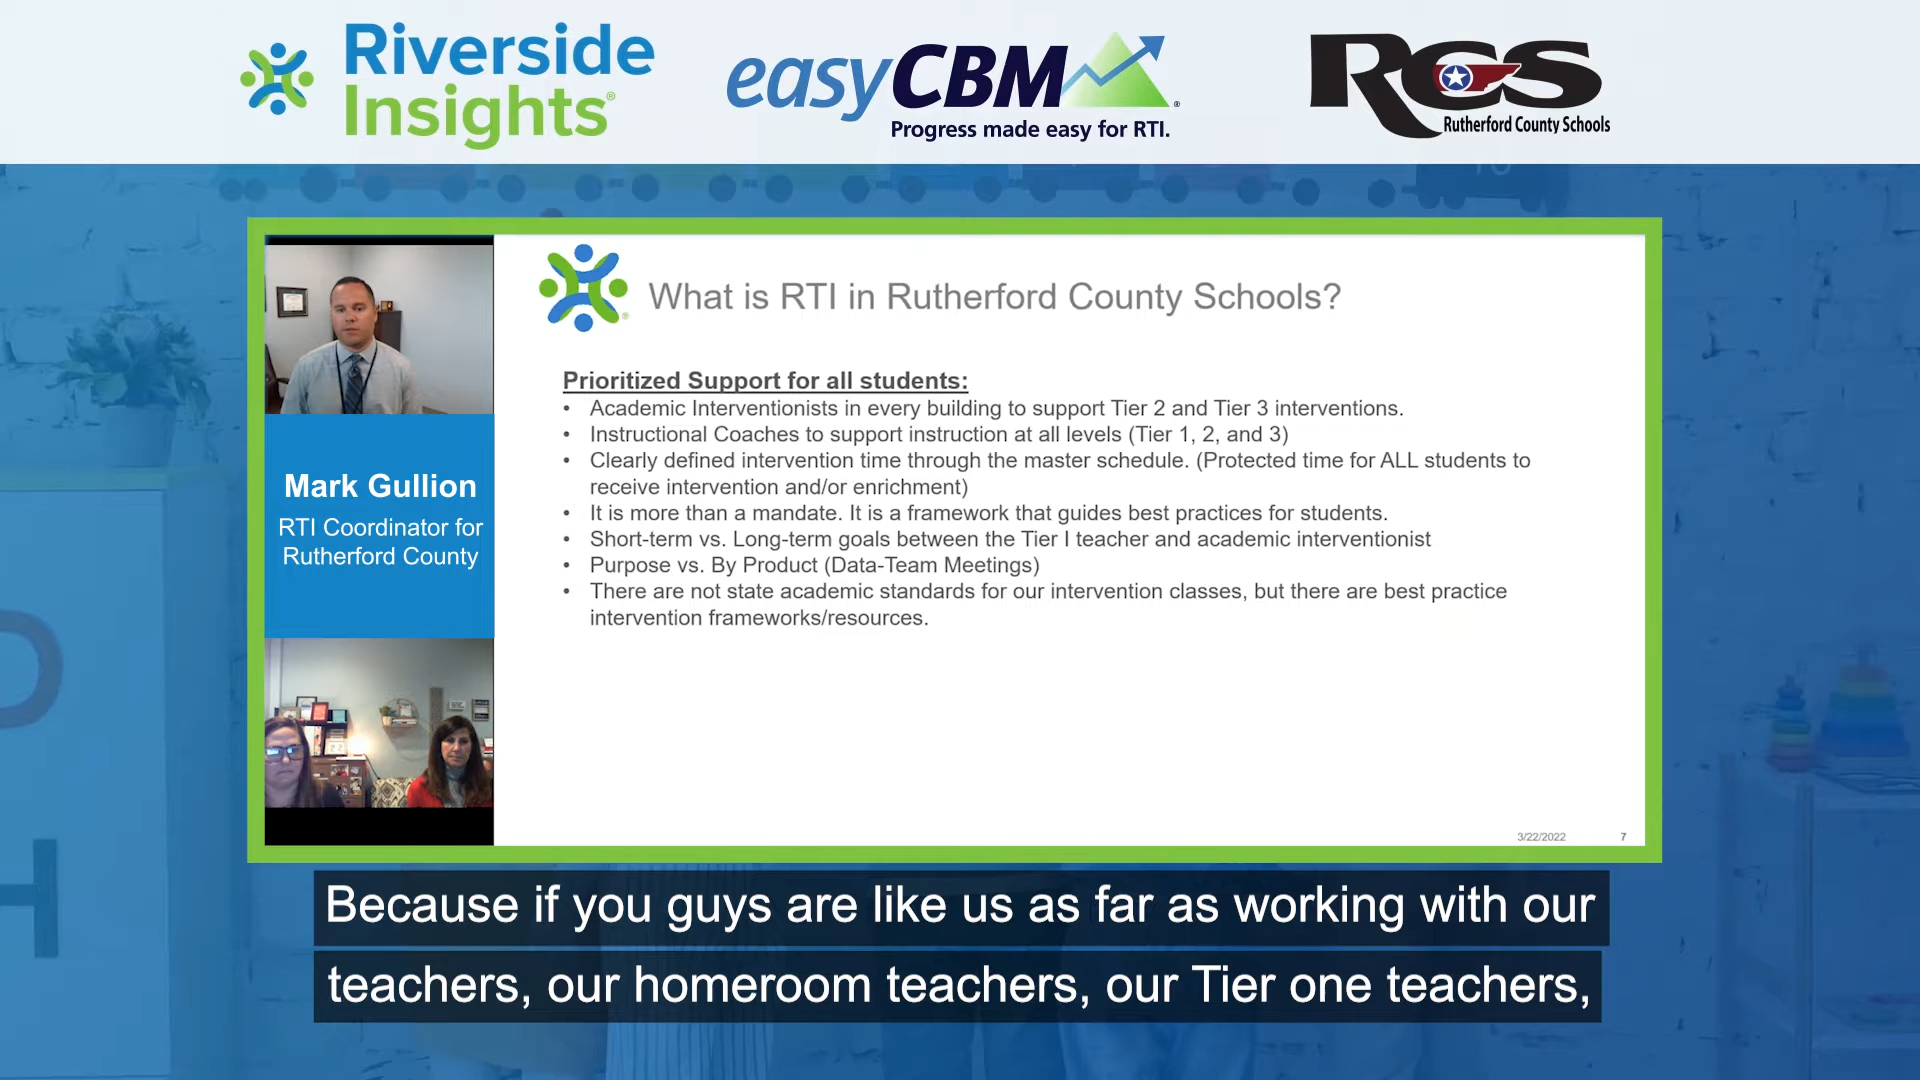 Riverside
Insights®
easyCBM®
Progress made easy for RTI.
RCS
Rutherford County Schools
What is RTI in Rutherford County Schools?
Prioritized Support for all students:
• Academic Interventionists in every building to support Tier 2 and Tier 3 interventions.
• Instructional Coaches to support instruction at all levels (Tier 1, 2, and 3)
• Clearly defined intervention time through the master schedule. (Protected time for ALL students to
receive intervention and/or enrichment)
• It is more than a mandate. It is a framework that guides best practices for students.
• Short-term vs. Long-term goals between the Tier I teacher and academic interventionist
• Purpose vs. By Product (Data-Team Meetings)
• There are not state academic standards for our intervention classes, but there are best practice
intervention frameworks/resources.
Mark Gullion
RTI Coordinator for
Rutherford County
3/22/2022 7
Because if you guys are like us as far as working with our
teachers, our homeroom teachers, our Tier one teachers,